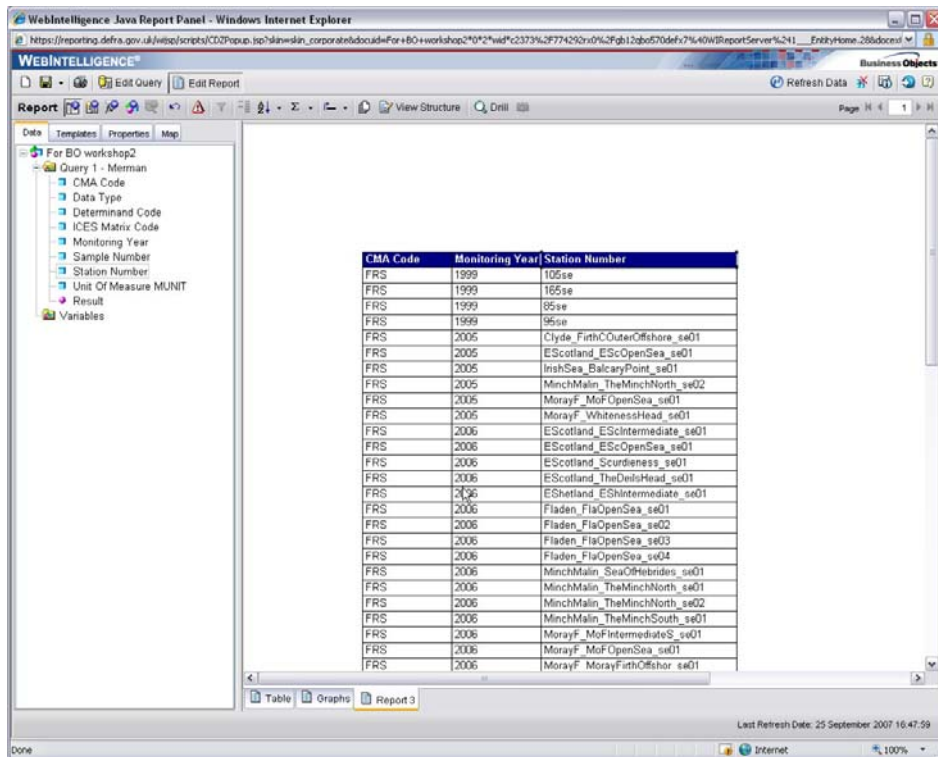 WebIntelligence Java Report Panel - Windows Internet Explorer
WEBINTELLIGENCE®
Business Objects
Edit Query
Edit Report
Refresh Data
Report
View Structure
Drill
Page
1
Data
Templates
Properties
Map
For BO workshop2
Query 1 - Merman
CMA Code
Data Type
Determinand Code
ICES Matrix Code
Monitoring Year
Sample Number
Station Number
Unit Of Measure MUNIT
Result
Variables
CMA Code Monitoring Year Station Number
FRS 1999 105se
FRS 1999 165se
FRS 1999 85se
FRS 1999 95se
FRS 2005 Clyde_FirthCOuterOffshore_se01
FRS 2005 EScotland_EScOpenSea_se01
FRS 2005 IrishSea_BalcaryPoint_se01
FRS 2005 MinchMalin_TheMinchNorth_se02
FRS 2005 MorayF_MoFOpenSea_se01
FRS 2005 MorayF_WhitenessHead_se01
FRS 2006 EScotland_EScIntermediate_se01
FRS 2006 EScotland_EScOpenSea_se01
FRS 2006 EScotland_Scurdieness_se01
FRS 2006 EScotland_TheDeilsHead_se01
FRS 2006 EShetland_EShIntermediate_se01
FRS 2006 Fladen_FlaOpenSea_se01
FRS 2006 Fladen_FlaOpenSea_se02
FRS 2006 Fladen_FlaOpenSea_se03
FRS 2006 Fladen_FlaOpenSea_se04
FRS 2006 MinchMalin_SeaOfHebrides_se01
FRS 2006 MinchMalin_TheMinchNorth_se01
FRS 2006 MinchMalin_TheMinchNorth_se02
FRS 2006 MinchMalin_TheMinchSouth_se01
FRS 2006 MorayF_MoFIntermediateS_se01
FRS 2006 MorayF_MoFOpenSea_se01
FRS 2006 MorayF_MorayFirthOffshor_se01
Table
Graphs
Report 3
Last Refresh Date: 25 September 2007 16:47:59
Done
Internet
100%